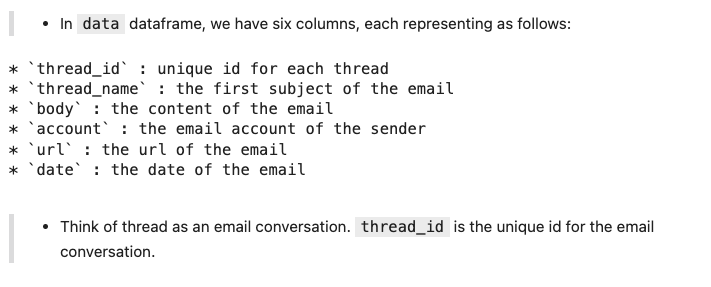 • In data dataframe, we have six columns, each representing as follows:
* `thread_id` : unique id for each thread
* `thread_name` : the first subject of the email
* `body` : the content of the email
* `account` : the email account of the sender
* `url` : the url of the email
* `date` : the date of the email
• Think of thread as an email conversation. thread_id is the unique id for the email
conversation.